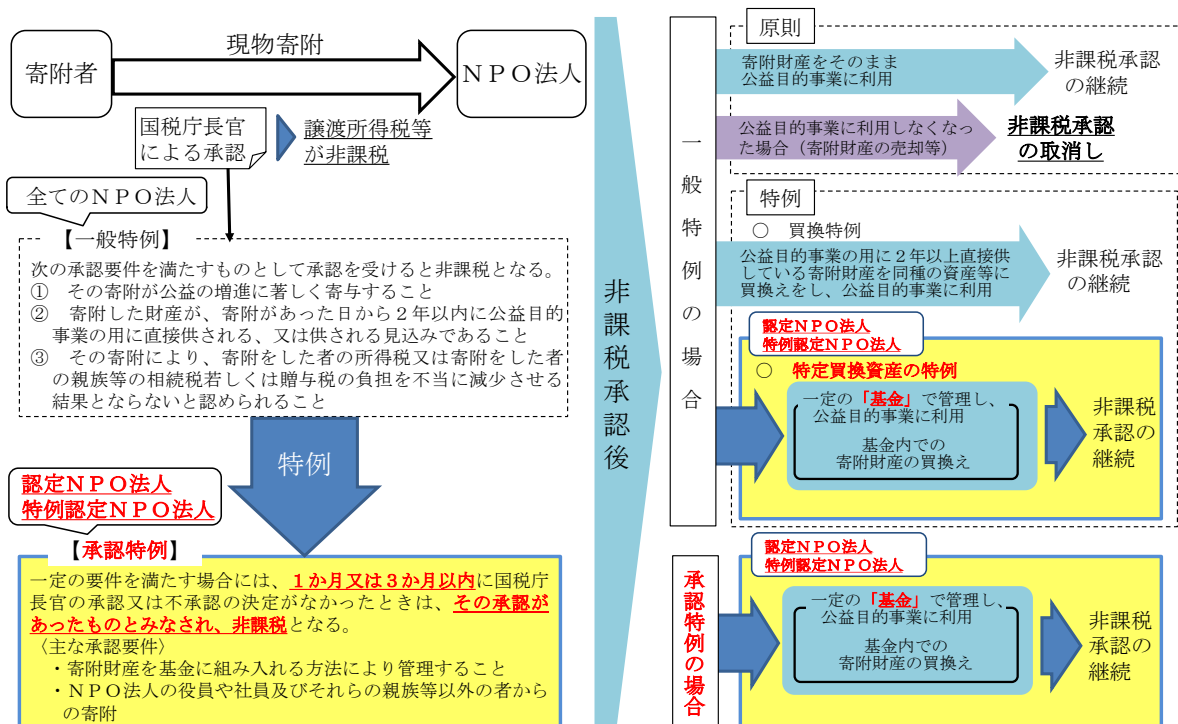 現物寄附
寄附者
ＮＰＯ法人
国税庁長官
による承認
譲渡所得税等
が非課税
全てのＮＰＯ法人
【一般特例】
次の承認要件を満たすものとして承認を受けると非課税となる。
①　その寄附が公益の増進に著しく寄与すること
②　寄附した財産が、寄附があった日から２年以内に公益目的
事業の用に直接供される、又は供される見込みであること
③　その寄附により、寄附をした者の所得税又は寄附をした者
の親族等の相続税若しくは贈与税の負担を不当に減少させる
結果とならないと認められること
特例
認定ＮＰＯ法人
特例認定ＮＰＯ法人
【承認特例】
一定の要件を満たす場合には、１か月又は３か月以内に国税庁
長官の承認又は不承認の決定がなかったときは、その承認が
あったものとみなされ、非課税となる。
〈主な承認要件〉
・寄附財産を基金に組み入れる方法により管理すること
・ＮＰＯ法人の役員や社員及びそれらの親族等以外の者から
の寄附
非課税承認後
一般特例の場合
原則
寄附財産をそのまま
公益目的事業に利用
非課税承認
の継続
公益目的事業に利用しなくなっ
た場合（寄附財産の売却等）
非課税承認
の取消し
特例
○　買換特例
公益目的事業の用に２年以上直接供
している寄附財産を同種の資産等に
買換えをし、公益目的事業に利用
非課税承認
の継続
認定ＮＰＯ法人
特例認定ＮＰＯ法人
○　特定買換資産の特例
一定の「基金」で管理し、
公益目的事業に利用
基金内での
寄附財産の買換え
非課税
承認の
継続
承認特例の場合
認定ＮＰＯ法人
特例認定ＮＰＯ法人
一定の「基金」で管理し、
公益目的事業に利用
基金内での
寄附財産の買換え
非課税
承認の
継続